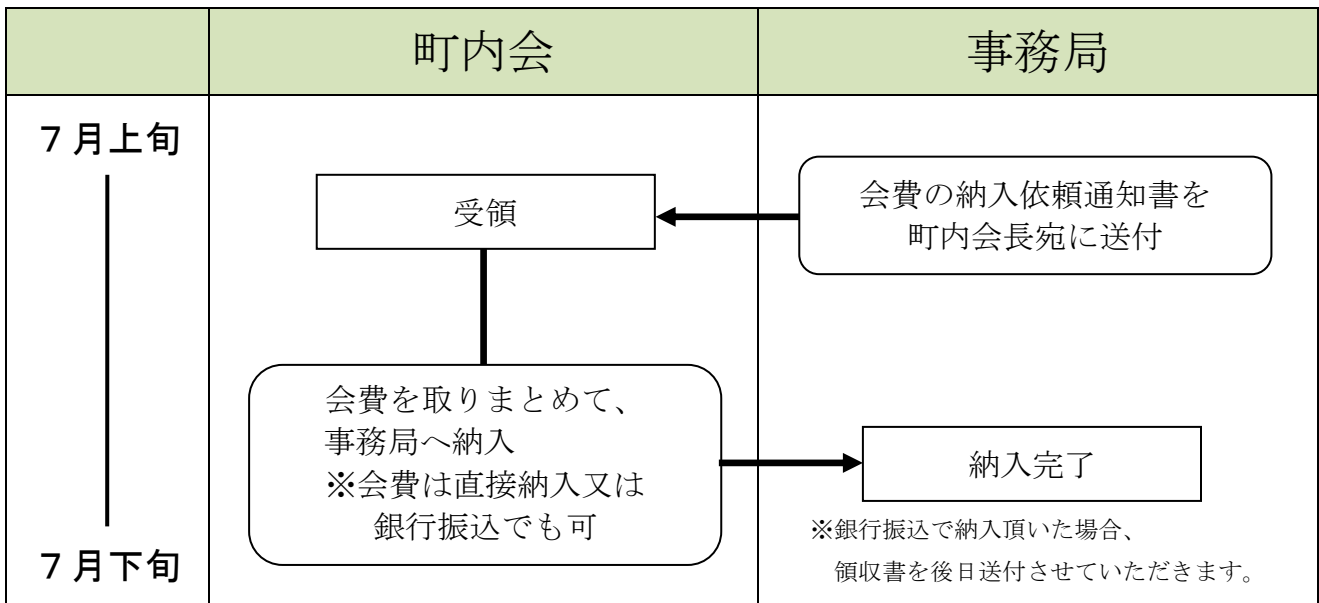 町内会
事務局
７月上旬
会費の納入依頼通知書を
町内会長宛に送付
受領
会費を取りまとめて、
事務局へ納入
※会費は直接納入又は
銀行振込でも可
納入完了
※銀行振込で納入頂いた場合、
領収書を後日送付させていただきます。
７月下旬